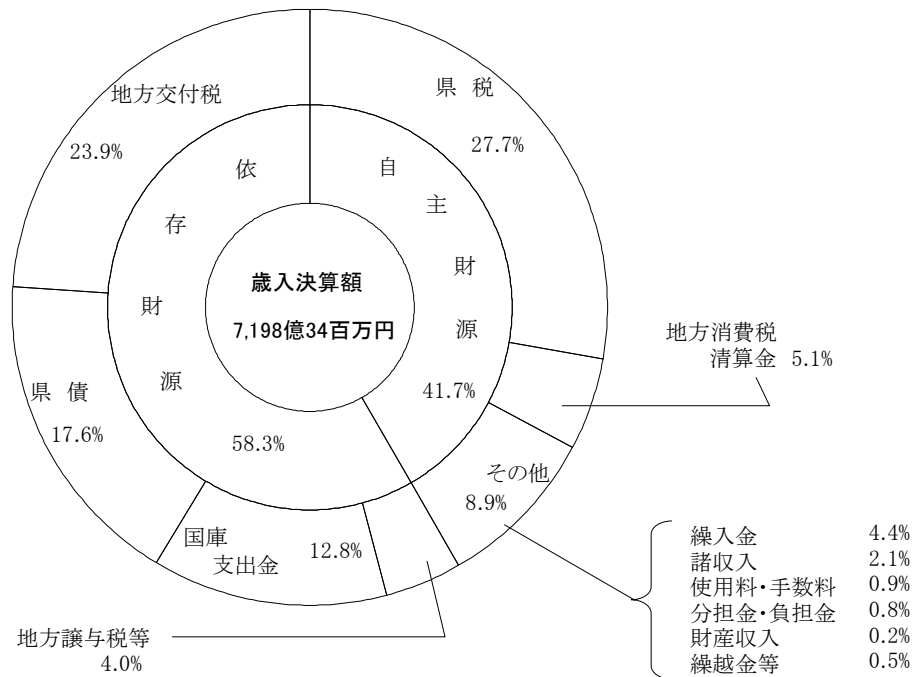 地方交付税
23.9%
県 税
27.7%
依存財源
58.3%
自主財源
41.7%
歳入決算額
7,198億34百万円
地方消費税
清算金 5.1%
県 債
17.6%
その他
8.9%
国庫
支出金 12.8%
地方譲与税等
4.0%
繰入金 4.4%
諸収入 2.1%
使用料・手数料 0.9%
分担金・負担金 0.8%
財産収入 0.2%
繰越金等 0.5%